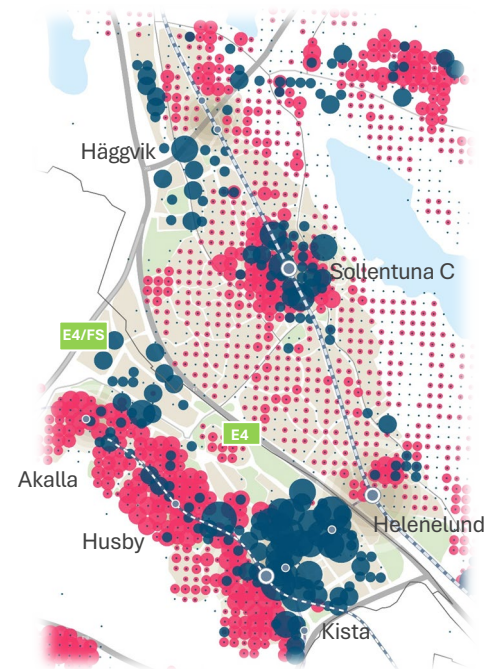 Häggvik
Sollentuna C
E4/FS
E4
Akalla
Helenelund
Husby
Kista